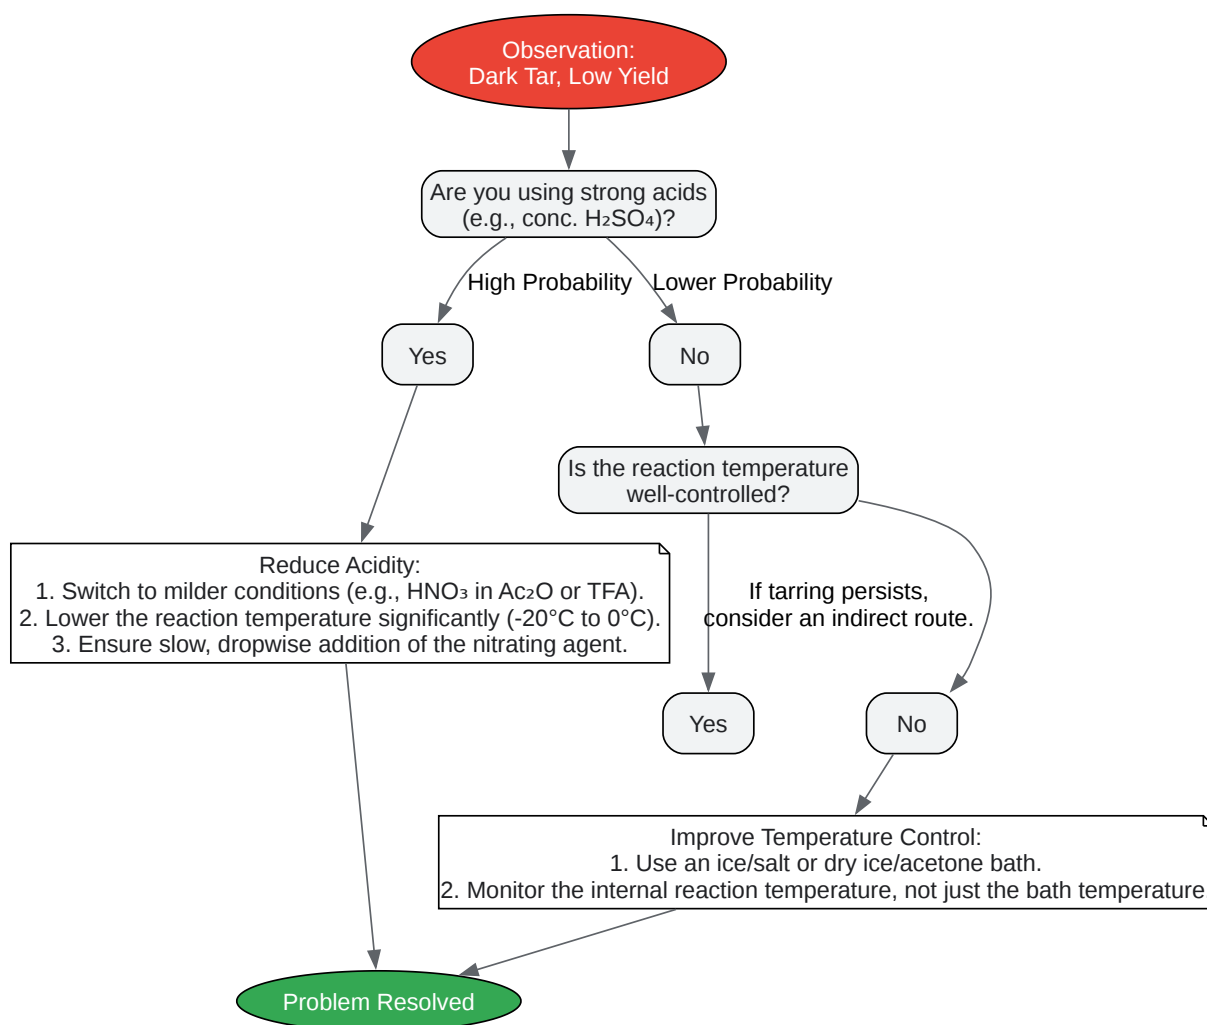 Observation:
Dark Tar, Low Yield
Are you using strong acids
(e.g., conc. H₂SO₄)?
High Probability
Lower Probability
Yes
No
Is the reaction temperature
well-controlled?
Reduce Acidity:
1. Switch to milder conditions (e.g., HNO₃ in Ac₂O or TFA).
2. Lower the reaction temperature significantly (-20°C to 0°C).
3. Ensure slow, dropwise addition of the nitrating agent.
If tarring persists,
consider an indirect route.
Yes
No
Improve Temperature Control:
1. Use an ice/salt or dry ice/acetone bath.
2. Monitor the internal reaction temperature, not just the bath temperature.
Problem Resolved